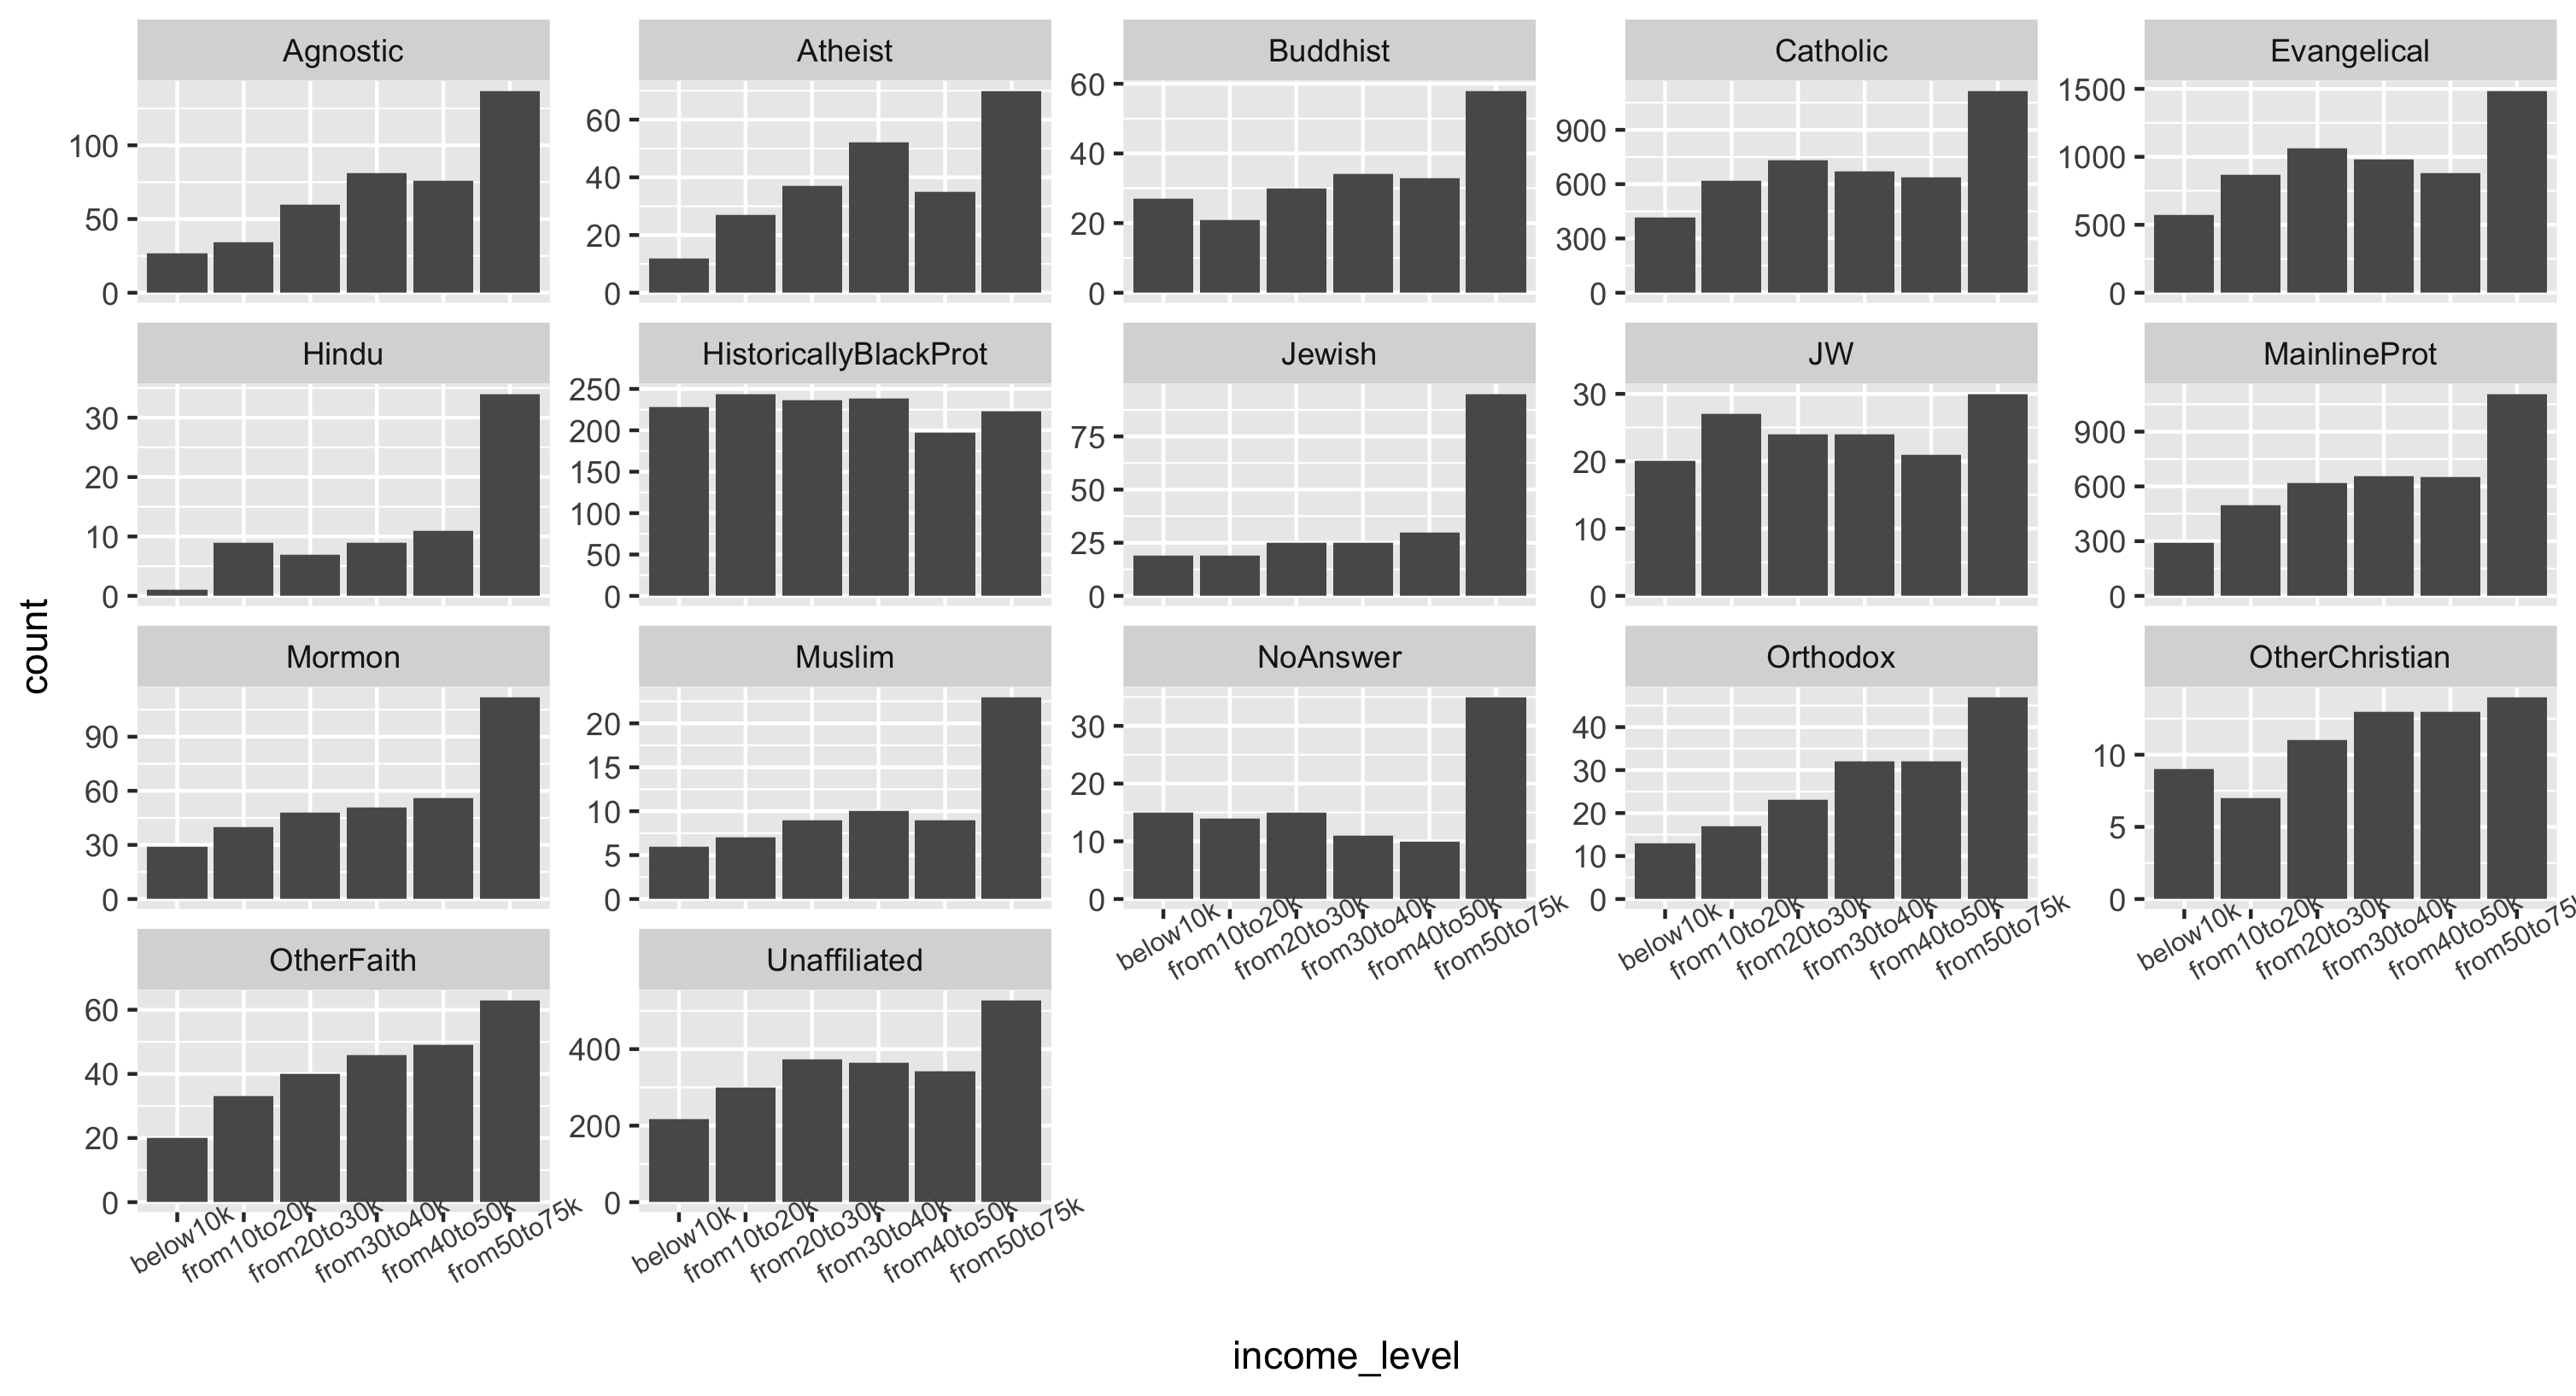 Agnostic
Atheist
Buddhist
Catholic
Evangelical
100
50
0
60
40
20
0
60
40
20
0
900
600
300
0
1500
1000
500
0
Hindu
HistoricallyBlackProt
Jewish
JW
MainlineProt
30
20
10
0
250
200
150
100
50
0
75
50
25
0
30
20
10
0
900
600
300
0
count
Mormon
Muslim
NoAnswer
Orthodox
OtherChristian
90
60
30
0
20
15
10
5
0
30
20
10
0
40
30
20
10
0
10
5
0
below10k
from10to20k
from20to30k
from30to40k
from40to50k
from50to75k
below10k
from10to20k
from20to30k
from30to40k
from40to50k
from50to75k
below10k
from10to20k
from20to30k
from30to40k
from40to50k
from50to75k
OtherFaith
Unaffiliated
60
40
20
0
400
200
0
below10k
from10to20k
from20to30k
from30to40k
from40to50k
from50to75k
below10k
from10to20k
from20to30k
from30to40k
from40to50k
from50to75k
income_level